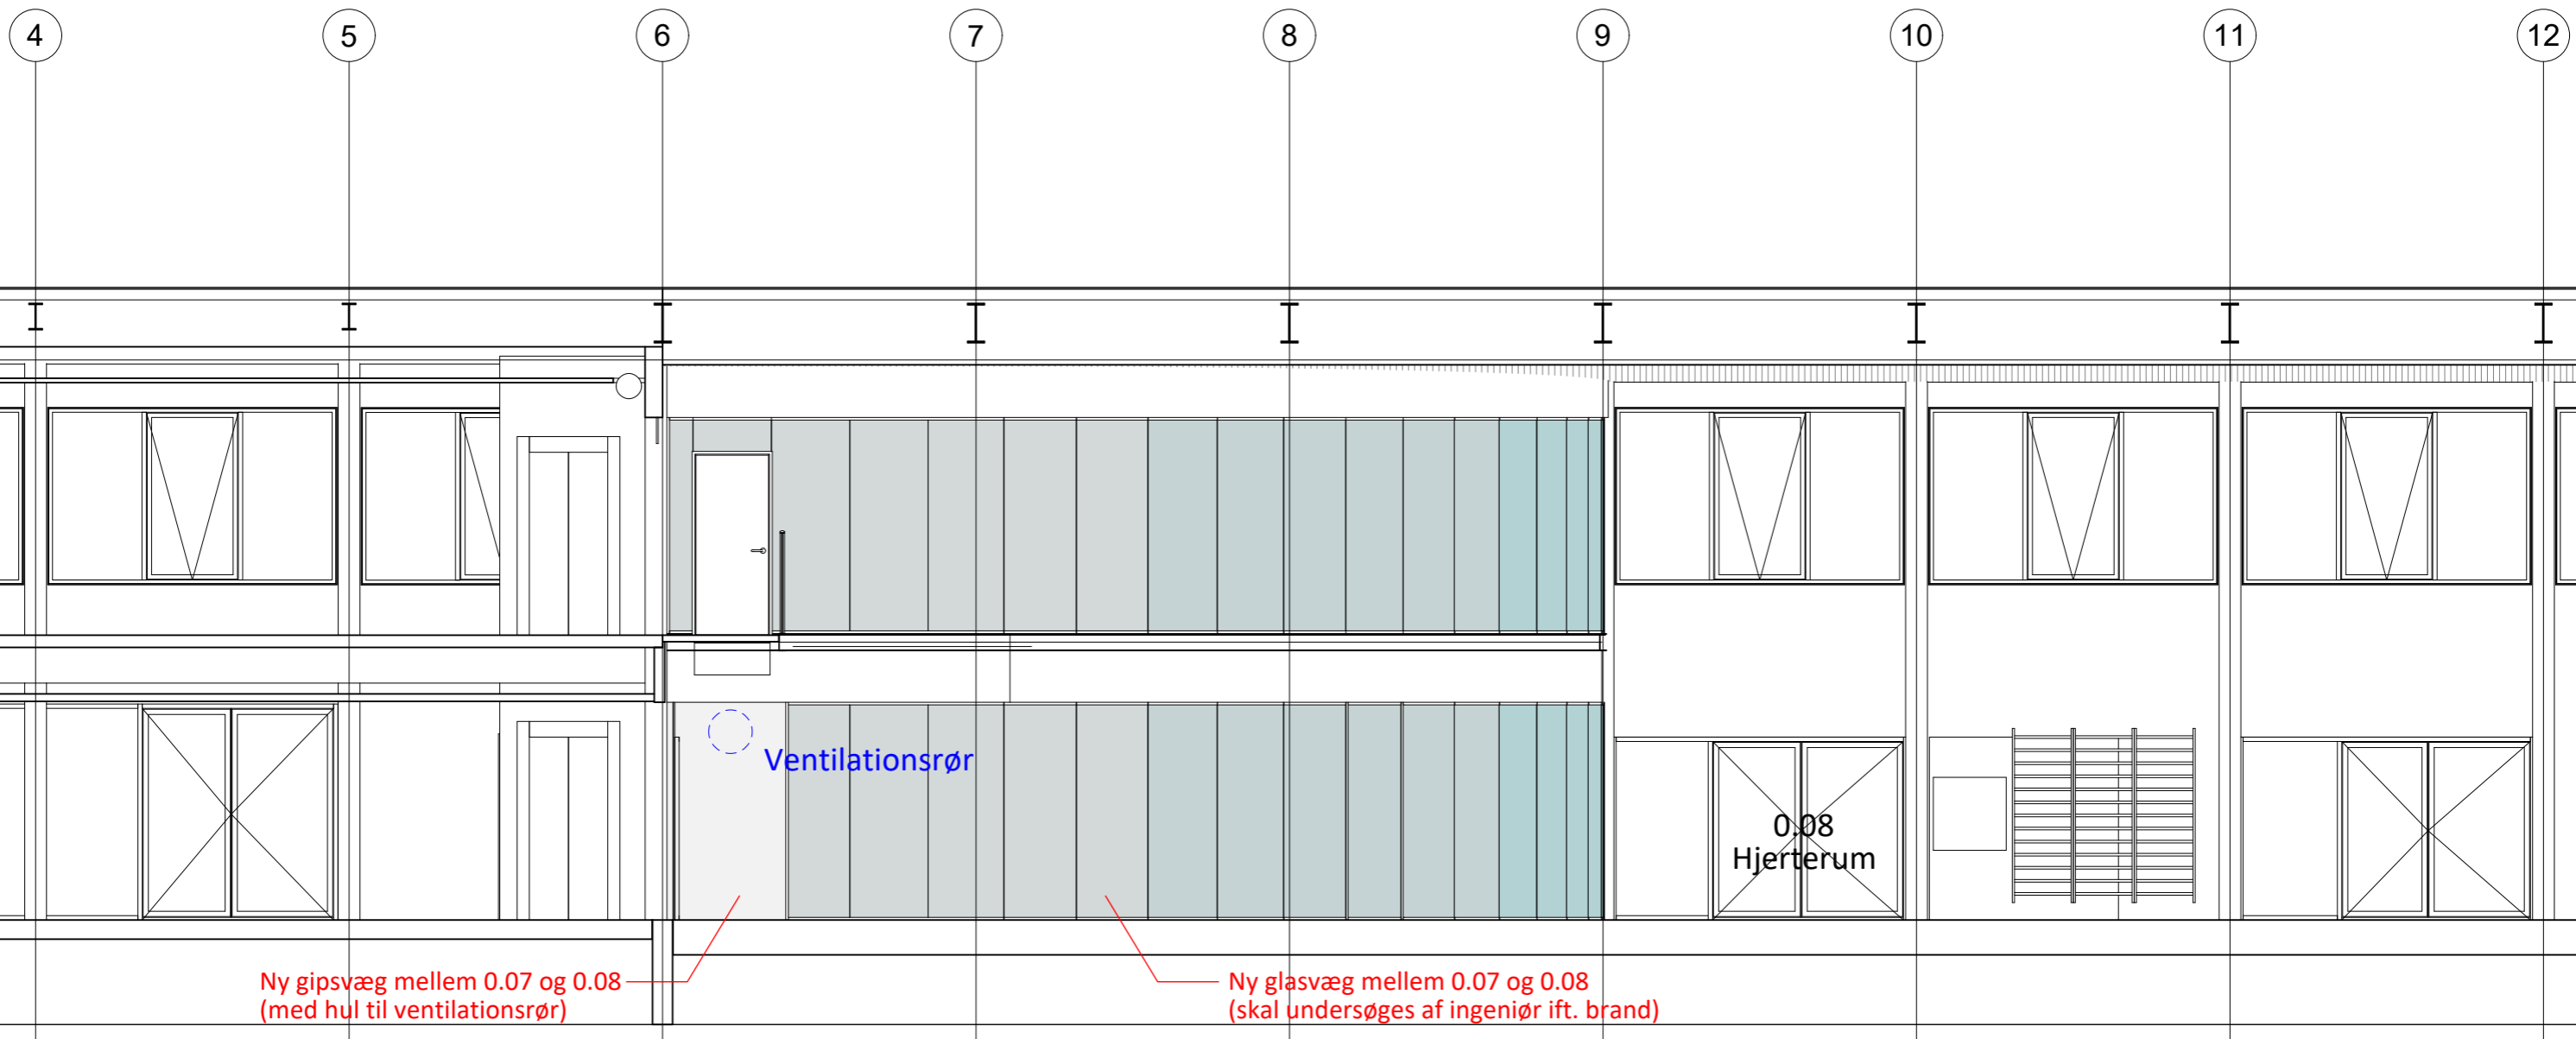 4
5
6
7
8
9
10
11
12
Ventilationsrør
0.08
Hjerterum
Ny gipsvæg mellem 0.07 og 0.08
(med hul til ventilationsrør)
Ny glasvæg mellem 0.07 og 0.08
(skal undersøges af ingeniør ift. brand)